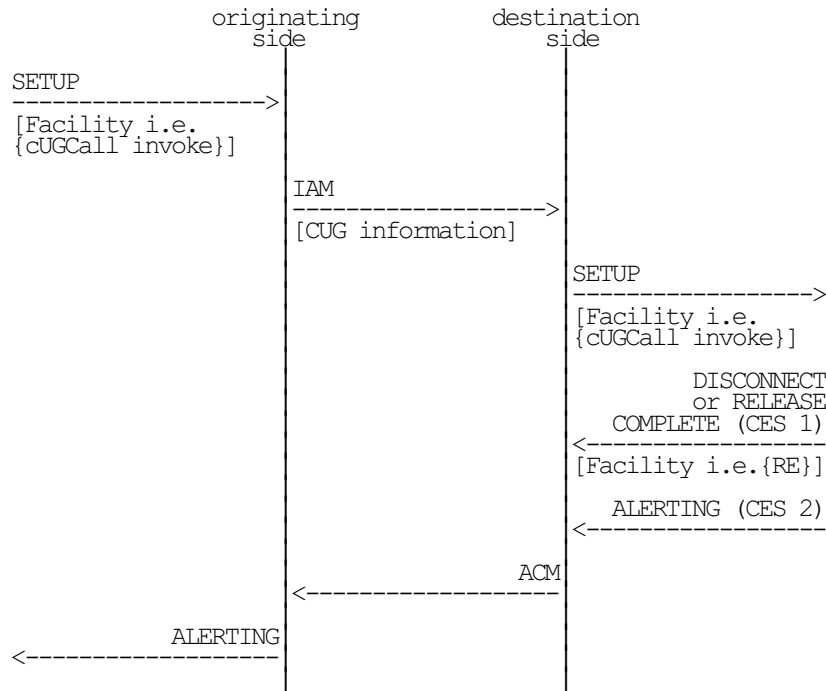 originating destination
side side
SETUP
------------------->
[Facility i.e.
{cUGCall invoke}]
IAM
------------------->
[CUG information]
SETUP
------------------>
[Facility i.e.
{cUGCall invoke}]
DISCONNECT
or RELEASE
COMPLETE (CES 1)
<------------------
[Facility i.e.{RE}]
ALERTING (CES 2)
<------------------
ACM
<-------------------
ALERTING
<-------------------